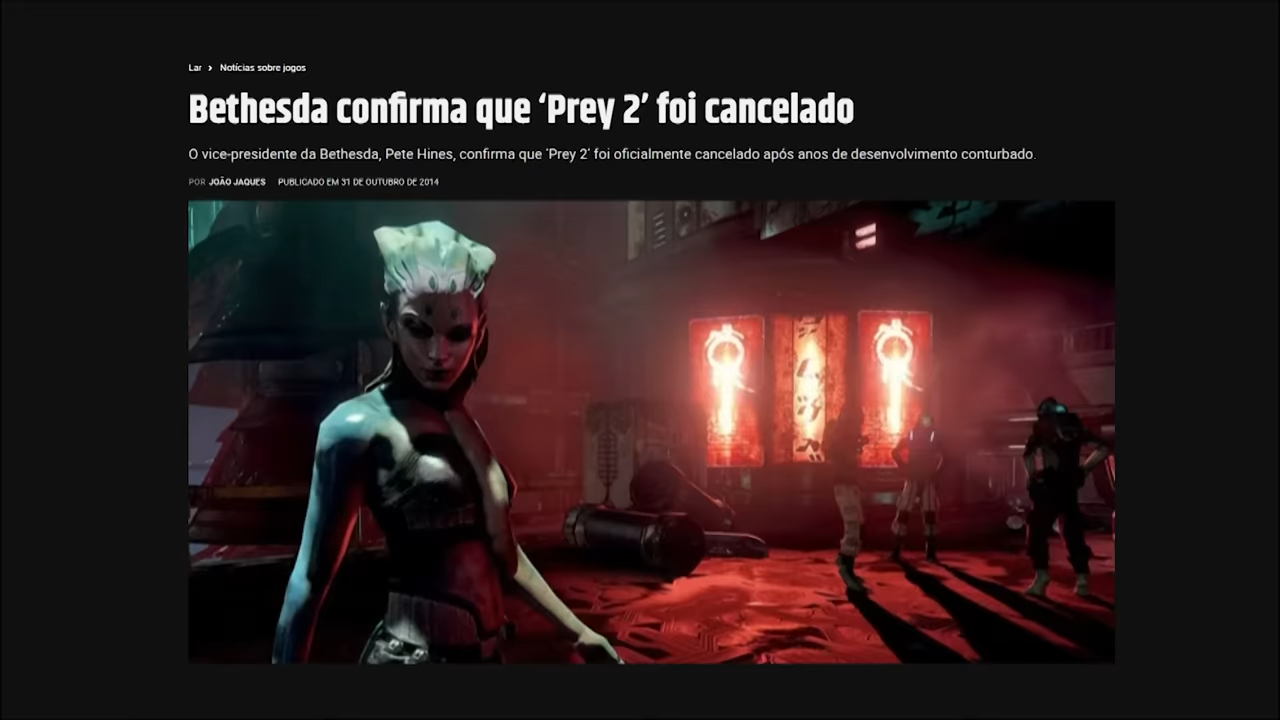 Lar › Notícias sobre jogos
Bethesda confirma que ‘Prey 2’ foi cancelado
O vice-presidente da Bethesda, Pete Hines, confirma que ‘Prey 2’ foi oficialmente cancelado após anos de desenvolvimento conturbado.
POR JOÃO JAQUES PUBLICADO EM 31 DE OUTUBRO DE 2014